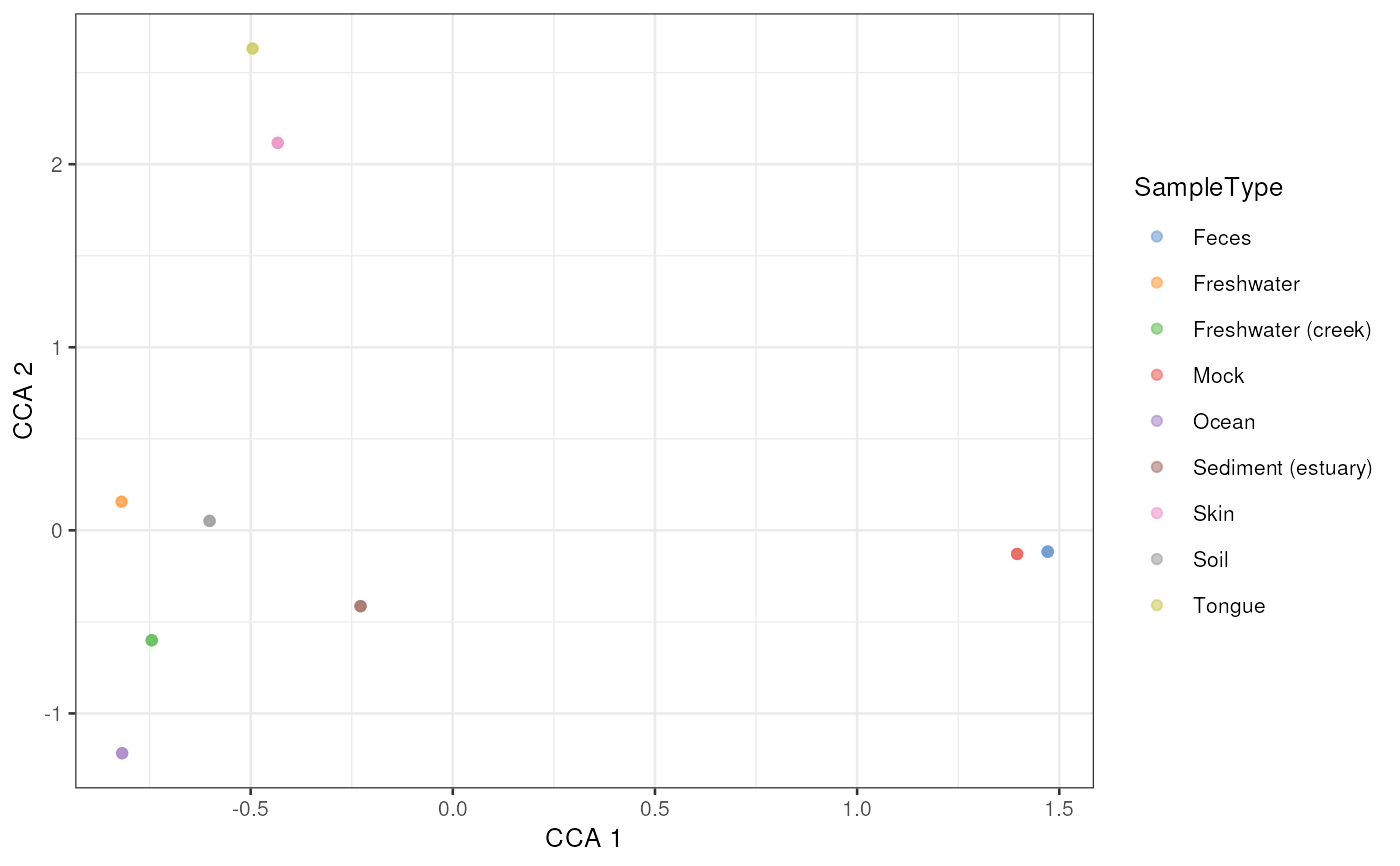 2
1
0
-1
CCA 2
-0.5 0.0 0.5 1.0 1.5
CCA 1
SampleType
Feces
Freshwater
Freshwater (creek)
Mock
Ocean
Sediment (estuary)
Skin
Soil
Tongue